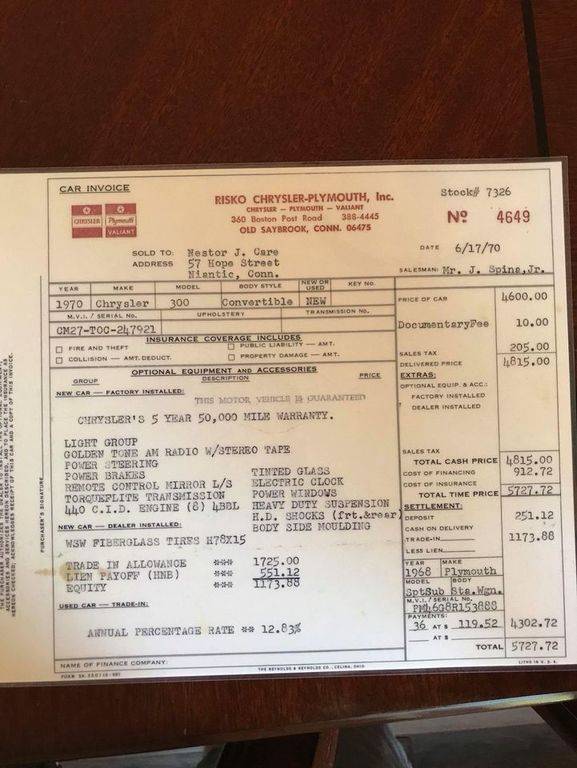 CAR INVOICE
CHRYSLER Plymouth
VALIANT
RISKO CHRYSLER-PLYMOUTH, Inc.
CHRYSLER — PLYMOUTH — VALIANT
360 Boston Post Road 388-4445
OLD SAYBROOK, CONN. 06475
Stock# 7326
No 4649
DATE 6/17/70
SOLD TO: Nestor J. Care
ADDRESS 57 Hope Street
Niantic, Conn.
SALESMAN: Mr. J. Spina.Jr.
YEAR MAKE MODEL BODY STYLE NEW OR USED KEY No.
1970 Chrysler 300 Convertible NEW
M.V.I. / SERIAL No. UPHOLSTERY TRANSMISSION No.
CM27-TOC-247921
INSURANCE COVERAGE INCLUDES
FIRE AND THEFT PUBLIC LIABILITY — AMT.
COLLISION — AMT. DEDUCT. PROPERTY DAMAGE — AMT.
OPTIONAL EQUIPMENT AND ACCESSORIES
GROUP DESCRIPTION PRICE
NEW CAR — FACTORY INSTALLED:
THIS MOTOR VEHICLE IS GUARANTEED
CHRYSLER'S 5 YEAR 50,000 MILE WARRANTY.
LIGHT GROUP
GOLDEN TONE AM RADIO W/STEREO TAPE
POWER STEERING
POWER BRAKES TINTED GLASS
REMOTE CONTROL MIRROR L/S ELECTRIC CLOCK
TORQUEFLITE TRANSMISSION POWER WINDOWS
440 C.I.D. ENGINE (8) 4BBL HEAVY DUTY SUSPENSION
H.D. SHOCKS (frt.&rear)
NEW CAR — DEALER INSTALLED: BODY SIDE MOULDING
WSW FIBERGLASS TIRES H78X15
TRADE IN ALLOWANCE *** 1725.00
LIEN PAYOFF (HNB) *** 551.12
EQUITY ** 1173.88
USED CAR — TRADE-IN:
ANNUAL PERCENTAGE RATE ** 12.83%
NAME OF FINANCE COMPANY:
THE REYNOLDS & REYNOLDS CO., CELINA, OHIO
LITHO IN U.S.A.
PRICE OF CAR 4600.00
DocumentaryFee 10.00
SALES TAX 205.00
DELIVERED PRICE 4815.00
EXTRAS:
OPTIONAL EQUIP. & ACC.:
FACTORY INSTALLED
DEALER INSTALLED
SALES TAX
TOTAL CASH PRICE 4815.00
COST OF FINANCING 912.72
COST OF INSURANCE
TOTAL TIME PRICE 5727.72
SETTLEMENT:
DEPOSIT 251.12
CASH ON DELIVERY
TRADE-IN 1173.88
LESS LIEN
YEAR MAKE
1968 Plymouth
MODEL BODY
SptSub Sta.Wgn.
M.V.I. / SERIAL No.
PM46G8R153888
PAYMENTS:
36 AT $ 119.52 4302.72
AT $
TOTAL 5727.72
PURCHASER'S SIGNATURE